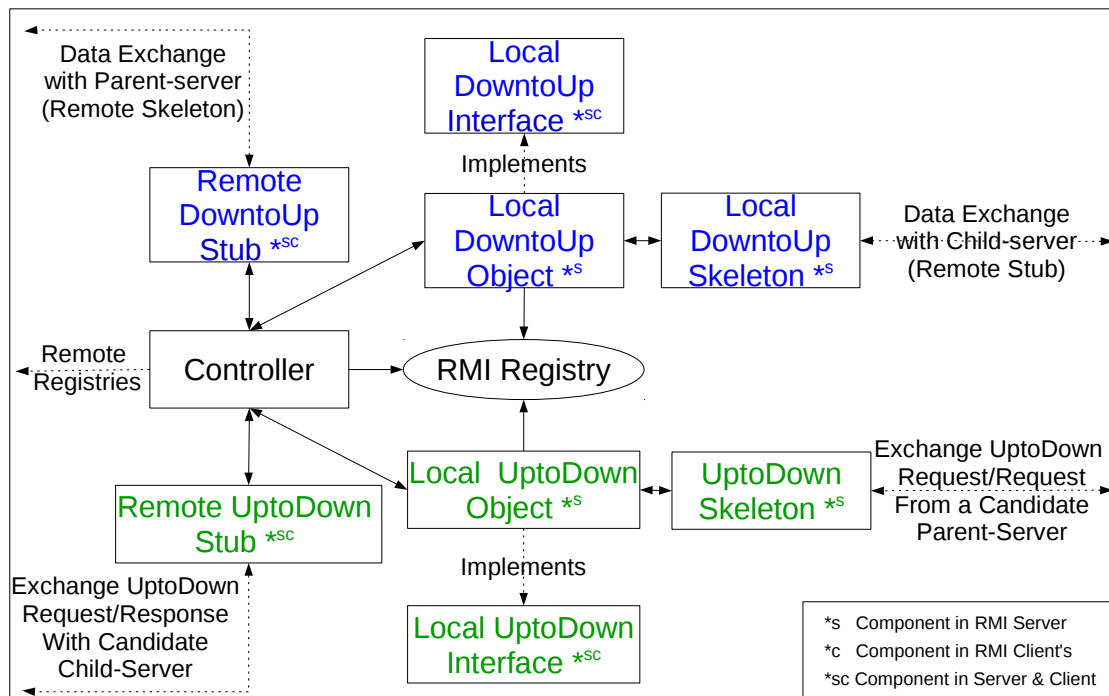 Data Exchange
with Parent-server
(Remote Skeleton)
Local
DowntoUp
Interface *sc
Implements
Remote
DowntoUp
Stub *sc
Local
DowntoUp
Object *s
Local
DowntoUp
Skeleton *s
Data Exchange
with Child-server
(Remote Stub)
Remote
Registries
Controller
RMI Registry
Local UptoDown
Object *s
UptoDown
Skeleton *s
Exchange UptoDown
Request/Request
From a Candidate
Parent-Server
Remote UptoDown
Stub *sc
Implements
Exchange UptoDown
Request/Response
With Candidate
Child-Server
Local UptoDown
Interface *sc
*s Component in RMI Server
*c Component in RMI Client's
*sc Component in Server & Client